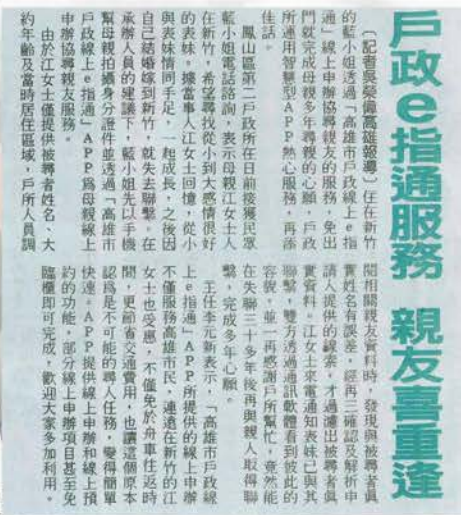 戶政e指通服務 親友喜重逢
〔記者吳榮偉高雄報導〕住在新竹
的藍小姐透過「高雄市戶政線上e指
通」線上申辦協尋親友的服務，免出
門就完成母親多年尋親的心願，戶政
所運用智慧型APP熱心服務，再添
佳話。
鳳山區第二戶政所在日前接獲民眾
藍小姐電話諮詢，表示母親江女士人
在新竹，希望尋找從小到大感情很好
的表妹。據當事人江女士回憶，從小
與表妹情同手足，一起成長，之後因
自己結婚嫁到新竹，就失去聯繫。在
承辦人員的建議下，藍小姐先以手機
幫母親拍攝身分證件並透過「高雄市
戶政線上e指通」APP為母親線上
申辦協尋親友服務。
由於江女士僅提供被尋者姓名、大
約年齡及當時居住區域，戶所人員調
閱相關親友資料時，發現與被尋者真
實姓名有誤差，經再三確認及解析申
請人提供的線索，才過濾出被尋者真
實資料。江女士來電通知表妹已與其
聯繫，雙方透過通訊軟體看到彼此的
容貌，並一再感謝戶所幫忙，竟然能
在失聯三十多年後再與親人取得聯
繫，完成多年心願。
王任李元新表示，「高雄市戶政線
上e指通」APP所提供的線上申辦
不僅服務高雄市民，連遠在新竹的江
女士也受惠，不僅免於舟車住返時
間，更節省交通費用，也讓這個原本
認為是不可能的尋人任務，變得簡單
快速。APP提供線上申辦和線上預
約的功能，部分線上申辦項目甚至免
臨櫃即可完成，歡迎大家多加利用。